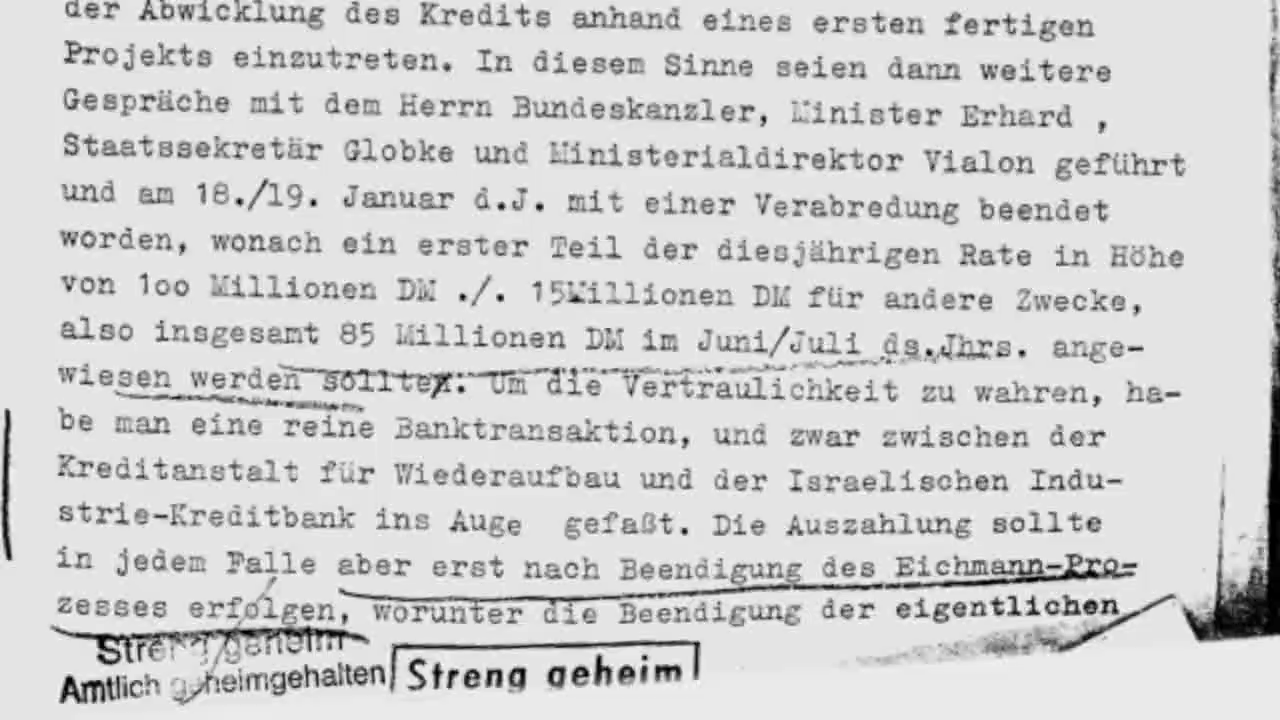 der Abwicklung des Kredits anhand eines ersten fertigen
Projekts einzutreten. In diesem Sinne seien dann weitere
Gespräche mit dem Herrn Bundeskanzler, Minister Erhard ,
Staatssekretär Globke und Ministerialdirektor Vialon geführt
und am 18./19. Januar d.J. mit einer Verabredung beendet
worden, wonach ein erster Teil der diesjährigen Rate in Höhe
von 1oo Millionen DM ./. 15Millionen DM für andere Zwecke,
also insgesamt 85 Millionen DM im Juni/Juli ds.Jhrs. ange-
wiesen werden sollte. Um die Vertraulichkeit zu wahren, ha-
be man eine reine Banktransaktion, und zwar zwischen der
Kreditanstalt für Wiederaufbau und der Israelischen Indu-
strie-Kreditbank ins Auge gefaßt. Die Auszahlung sollte
in jedem Falle aber erst nach Beendigung des Eichmann-Pro-
zesses erfolgen, worunter die Beendigung der eigentlichen
Streng geheim
Amtlich geheimgehalten
Streng geheim